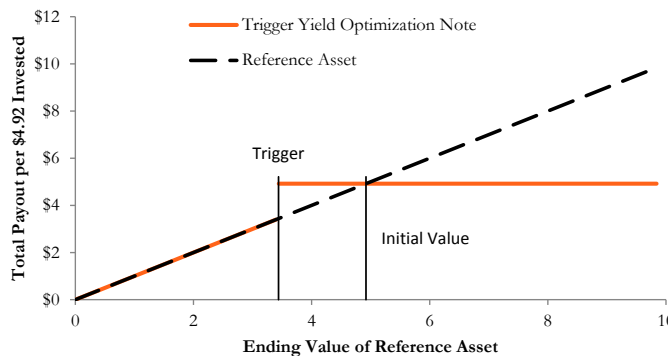 Trigger Yield Optimization Note
Reference Asset
Total Payout per $4.92 Invested
$12
$10
$8
$6
$4
$2
$0
Trigger
Initial Value
0
2
4
6
8
10
Ending Value of Reference Asset